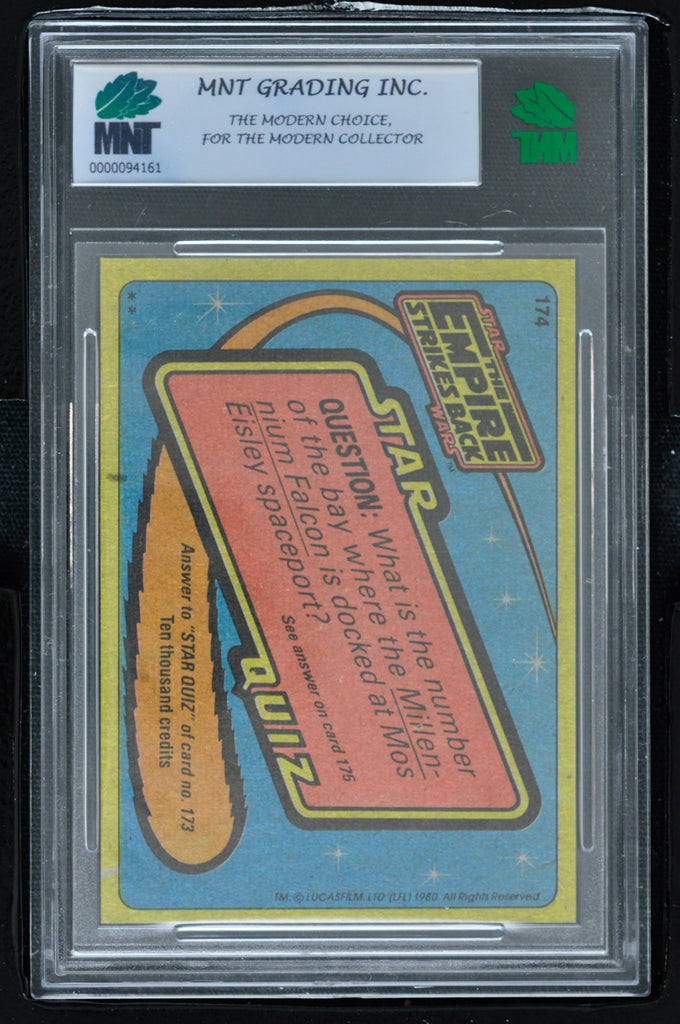 MNT GRADING INC.
THE MODERN CHOICE,
FOR THE MODERN COLLECTOR
MNT
0000094161
MNT
174
STAR
THE
EMPIRE
STRIKES BACK
WARS™
**
STAR
QUESTION: What is the number
of the bay where the Millen-
nium Falcon is docked at Mos
Eisley spaceport?
See answer on card 175
QUIZ
Answer to "STAR QUIZ" of card no. 173
Ten thousand credits
TM: © LUCASFILM, LTD (LFL) 1980 All Rights Reserved